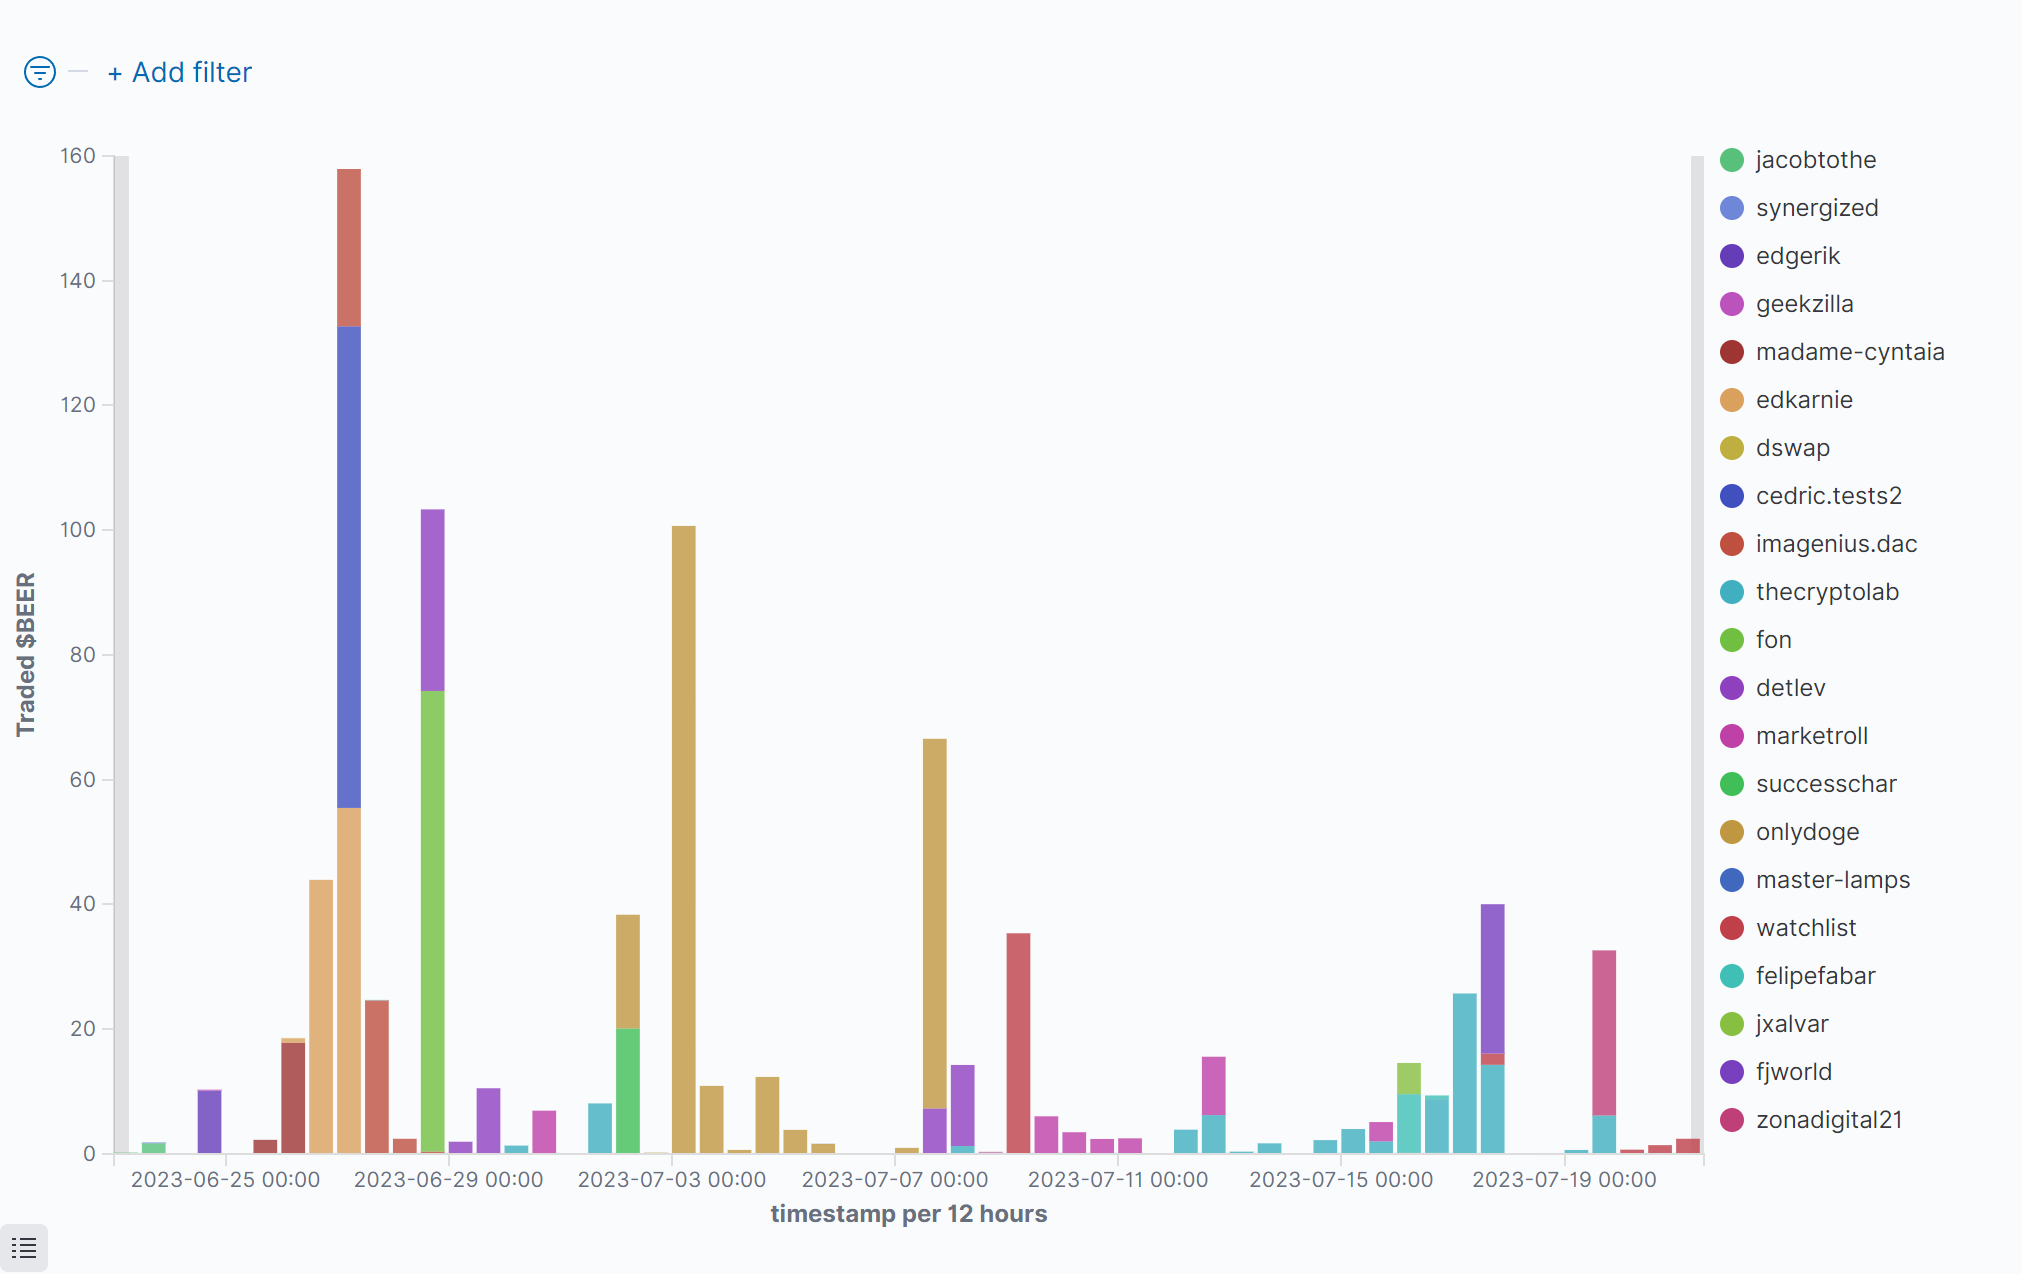 + Add filter
160
140
120
100
80
60
40
20
0
Traded $BEER
2023-06-25 00:00 2023-06-29 00:00 2023-07-03 00:00 2023-07-07 00:00 2023-07-11 00:00 2023-07-15 00:00 2023-07-19 00:00
timestamp per 12 hours
jacobtothe
synergized
edgerik
geekzilla
madame-cyntaia
edkarnie
dswap
cedric.tests2
imagenius.dac
thecryptolab
fon
detlev
marketroll
successchar
onlydoge
master-lamps
watchlist
felipefabar
jxalvar
fjworld
zonadigital21